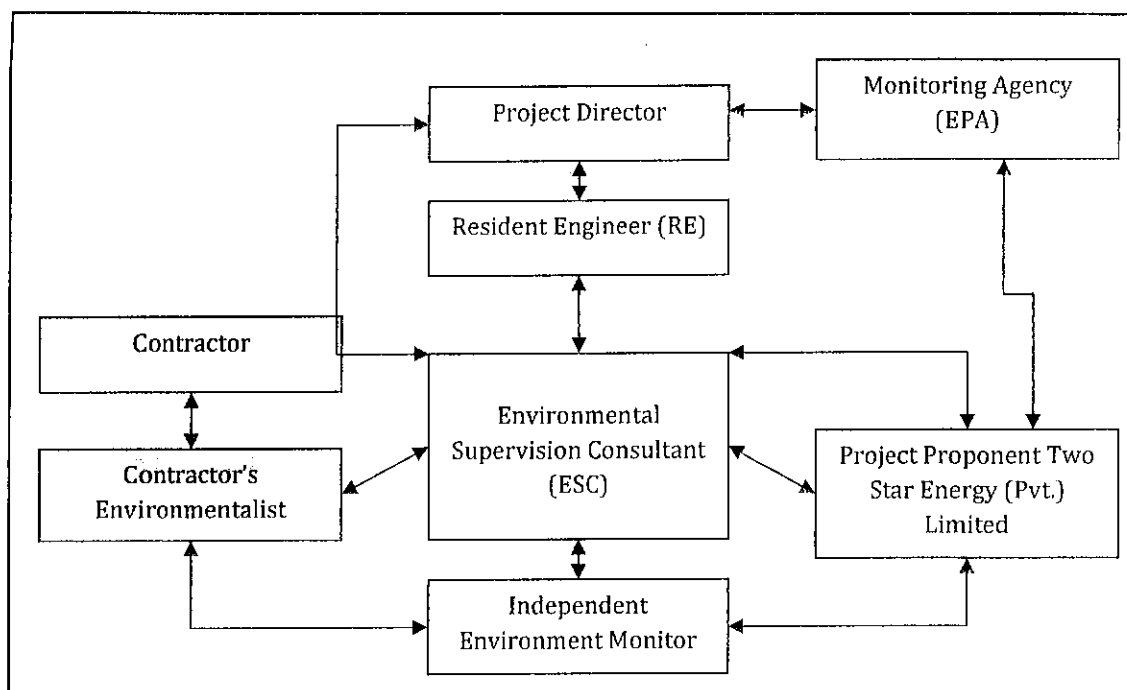 Project Director
Monitoring Agency
(EPA)
Resident Engineer (RE)
Contractor
Environmental
Supervision Consultant
(ESC)
Contractor's
Environmentalist
Project Proponent Two
Star Energy (Pvt.)
Limited
Independent
Environment Monitor